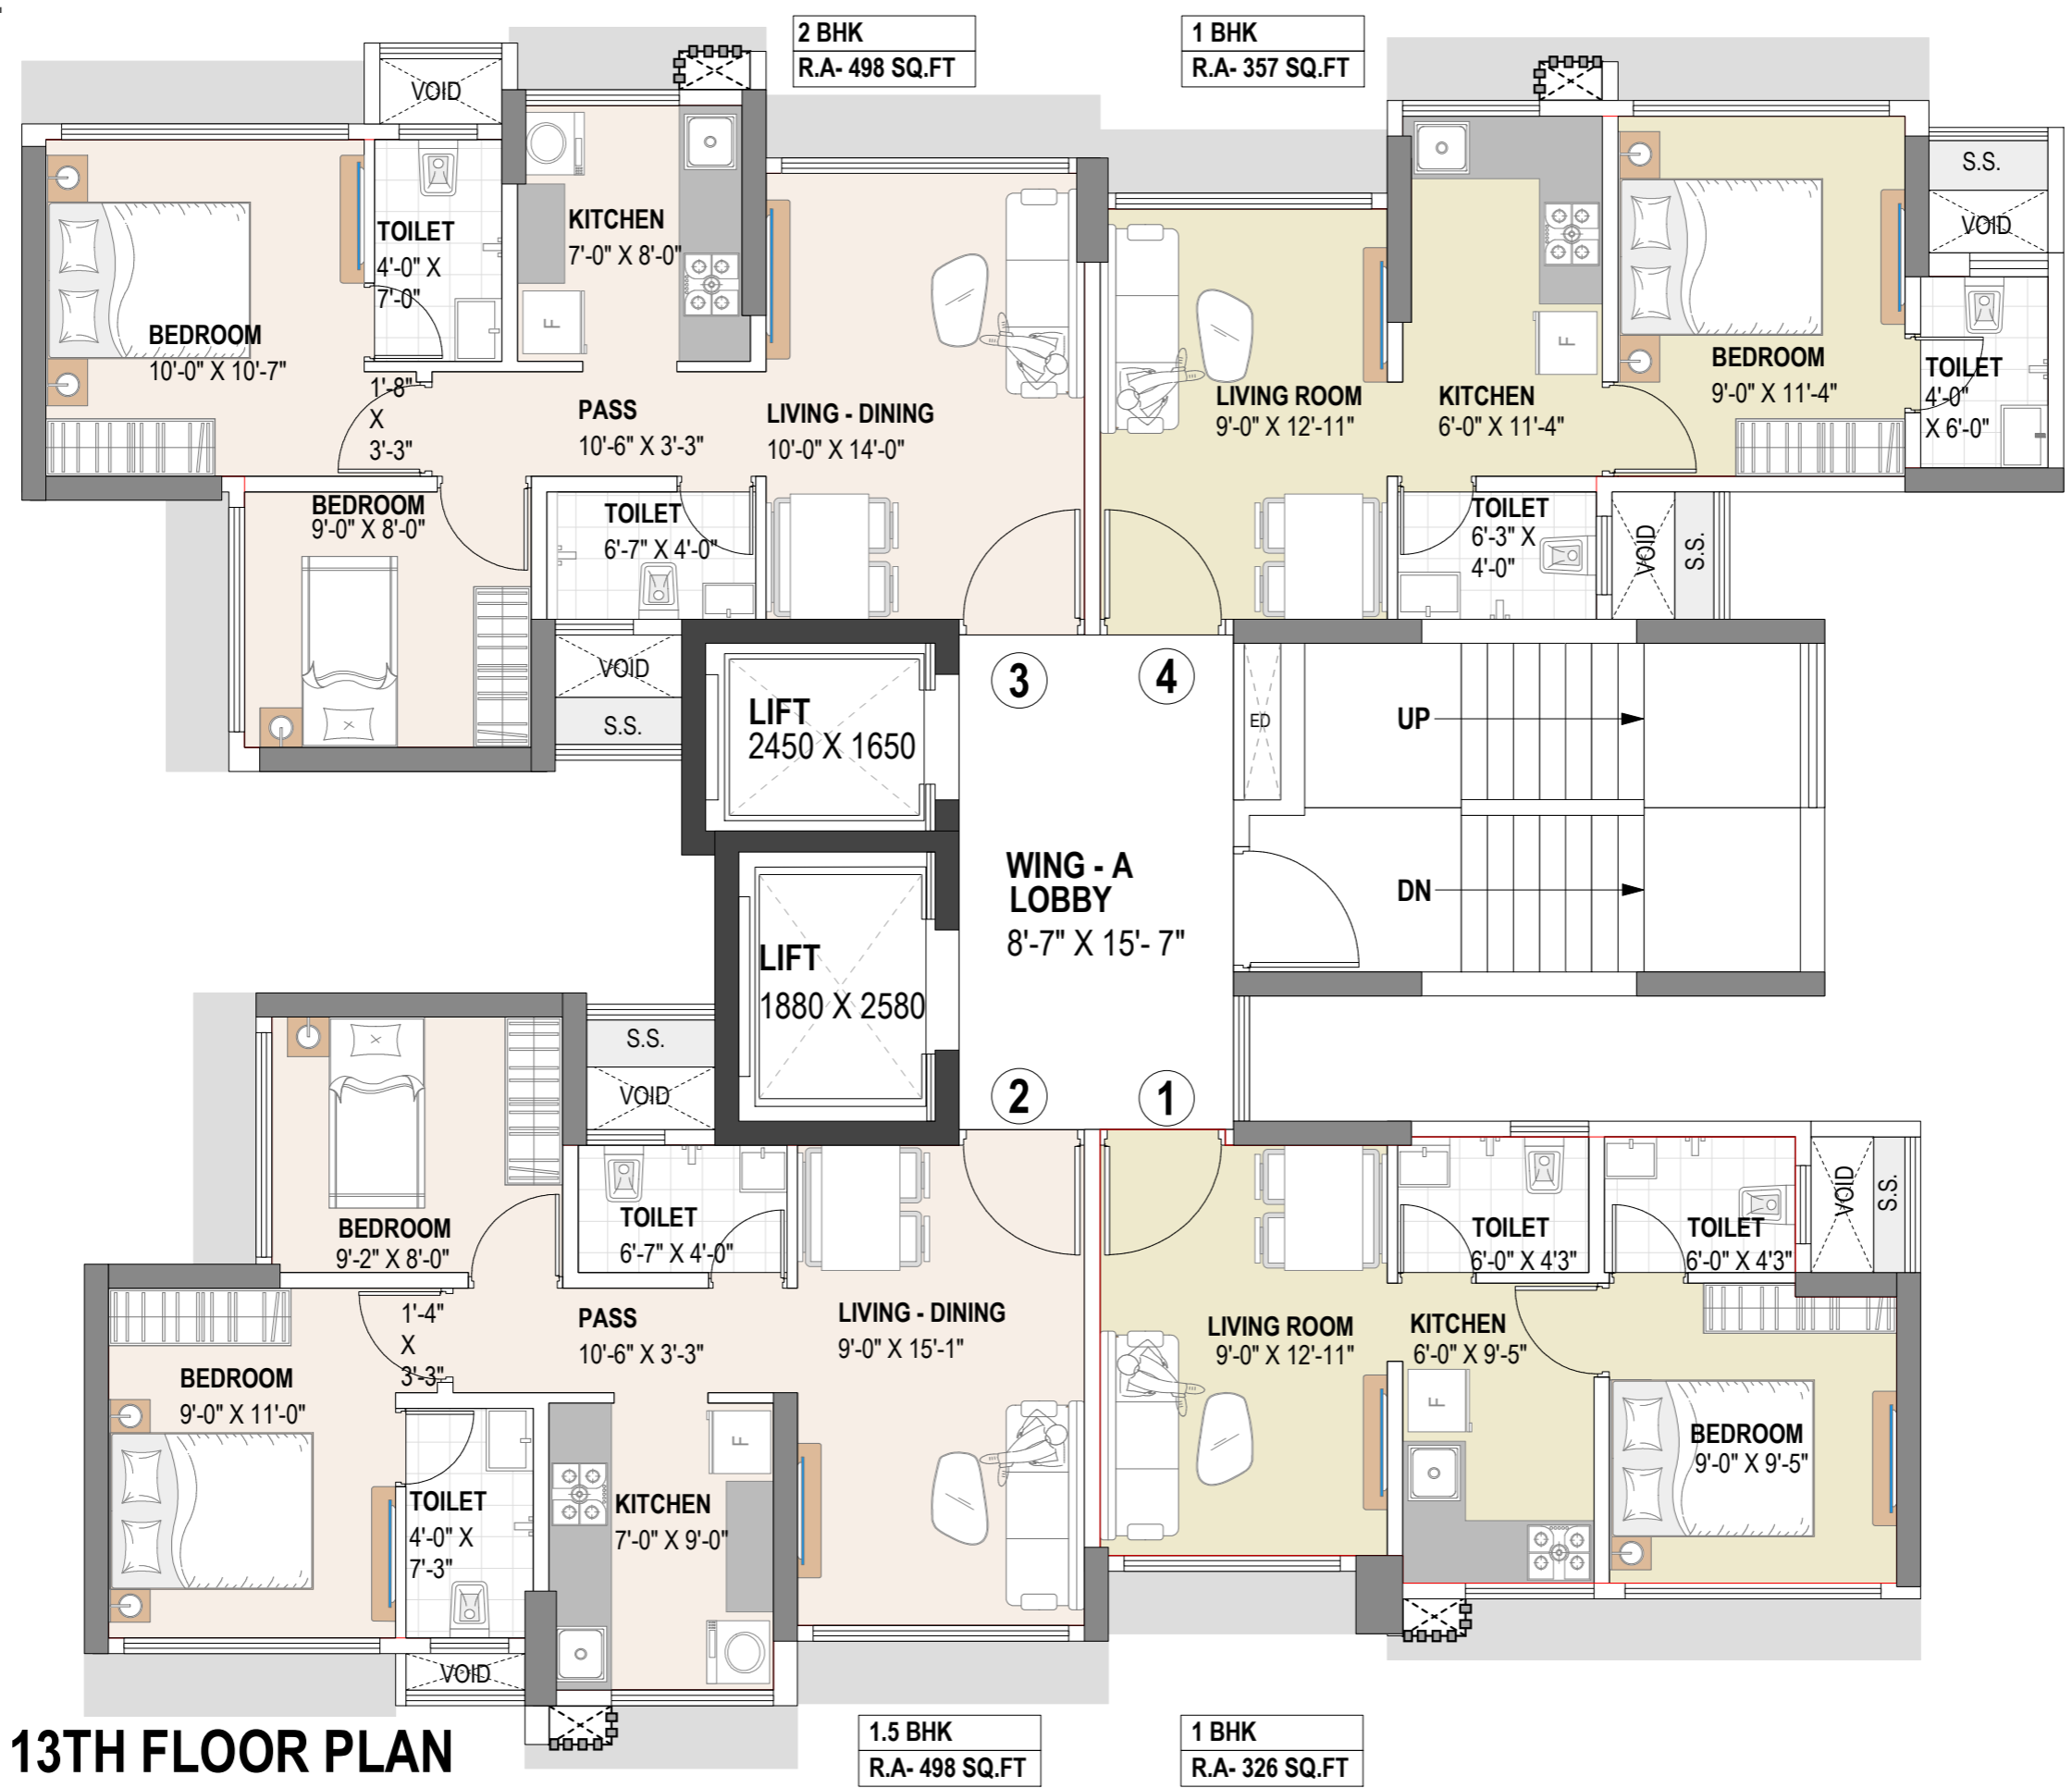 2 BHK
R.A- 498 SQ.FT
1 BHK
R.A- 357 SQ.FT
VOID
TOILET
4'-0" X
7'-0"
KITCHEN
7'-0" X 8'-0"
F
BEDROOM
10'-0" X 10'-7"
1'-8"
X
3'-3"
PASS
10'-6" X 3'-3"
LIVING - DINING
10'-0" X 14'-0"
BEDROOM
9'-0" X 8'-0"
TOILET
6'-7" X 4'-0"
VOID
S.S.
LIVING ROOM
9'-0" X 12'-11"
KITCHEN
6'-0" X 11'-4"
F
BEDROOM
9'-0" X 11'-4"
S.S.
VOID
TOILET
4'-0"
X 6'-0"
TOILET
6'-3" X
4'-0"
VOID
S.S.
3
4
LIFT
2450 X 1650
ED
UP
WING - A
LOBBY
8'-7" X 15'- 7"
DN
LIFT
1880 X 2580
2
1
S.S.
VOID
BEDROOM
9'-2" X 8'-0"
TOILET
6'-7" X 4'-0"
1'-4"
X
3'-3"
PASS
10'-6" X 3'-3"
LIVING - DINING
9'-0" X 15'-1"
BEDROOM
9'-0" X 11'-0"
TOILET
4'-0" X
7'-3"
KITCHEN
7'-0" X 9'-0"
F
VOID
TOILET
6'-0" X 4'3"
TOILET
6'-0" X 4'3"
VOID
S.S.
LIVING ROOM
9'-0" X 12'-11"
KITCHEN
6'-0" X 9'-5"
F
BEDROOM
9'-0" X 9'-5"
13TH FLOOR PLAN
1.5 BHK
R.A- 498 SQ.FT
1 BHK
R.A- 326 SQ.FT